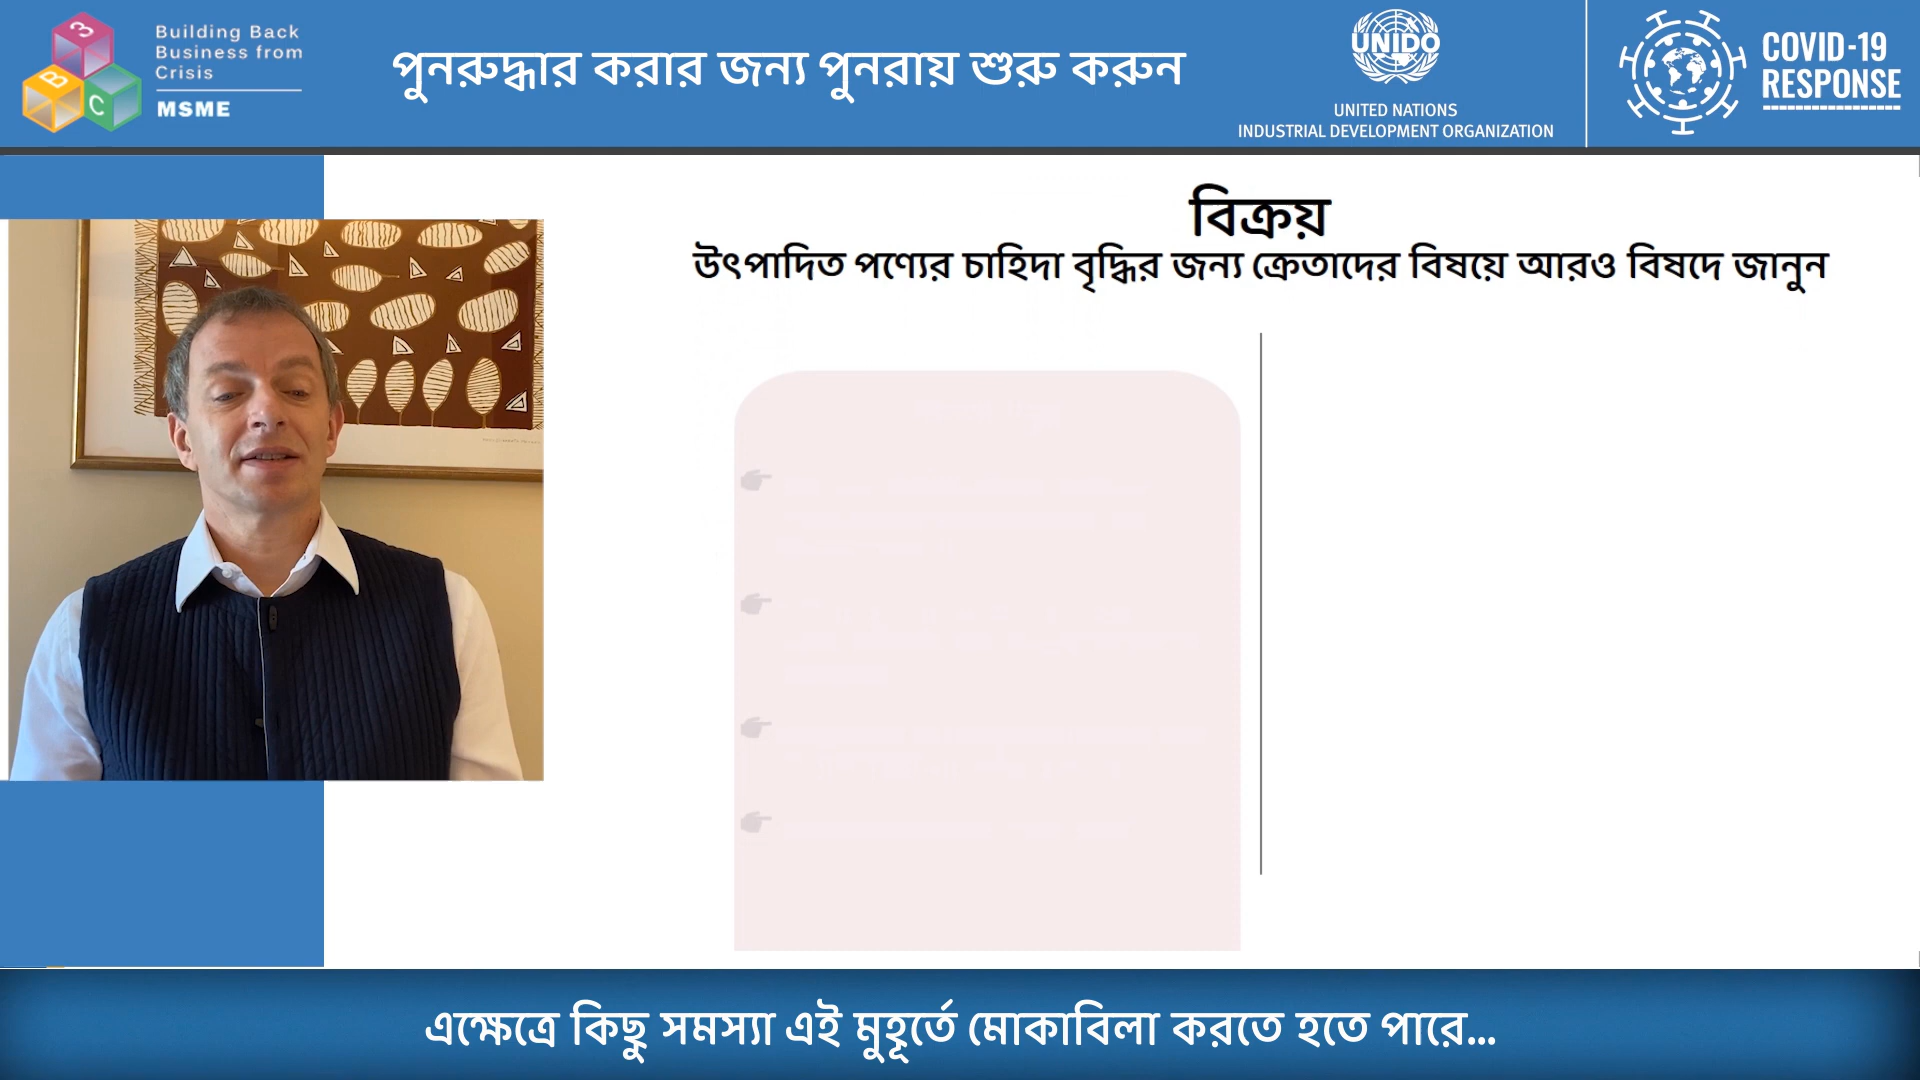 Building Back
Business from
Crisis
MSME
3
B
C
পুনরুদ্ধার করার জন্য পুনরায় শুরু করুন
UNIDO
UNITED NATIONS
INDUSTRIAL DEVELOPMENT ORGANIZATION
COVID-19
RESPONSE
বিক্রয়
উৎপাদিত পণ্যের চাহিদা বৃদ্ধির জন্য ক্রেতাদের বিষয়ে আরও বিষদে জানুন
এক্ষেত্রে কিছু সমস্যা এই মুহূর্তে মোকাবিলা করতে হতে পারে...